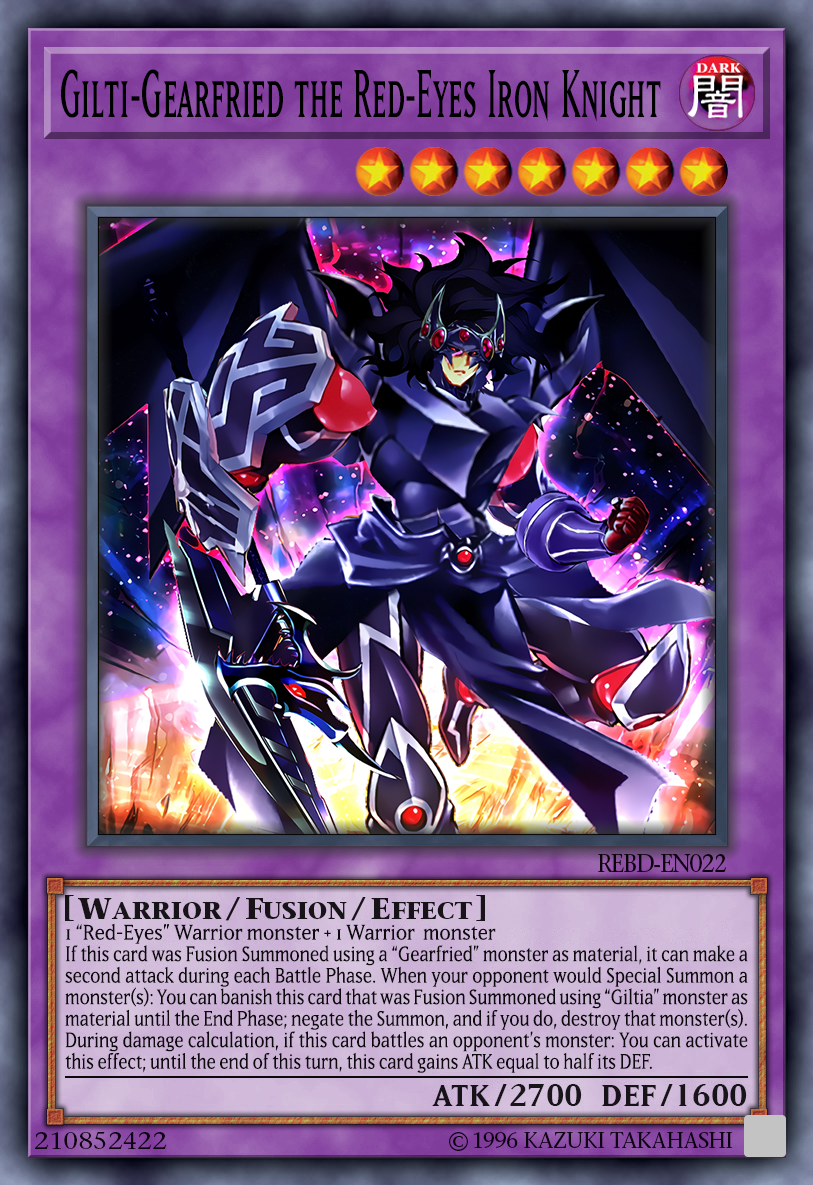 Gilti-Gearfried the Red-Eyes Iron Knight
DARK
闇
REBD-EN022
[Warrior / Fusion / Effect]
1 “Red-Eyes” Warrior monster + 1 Warrior monster
If this card was Fusion Summoned using a “Gearfried” monster as material, it can make a
second attack during each Battle Phase. When your opponent would Special Summon a
monster(s): You can banish this card that was Fusion Summoned using “Giltia” monster as
material until the End Phase; negate the Summon, and if you do, destroy that monster(s).
During damage calculation, if this card battles an opponent’s monster: You can activate
this effect; until the end of this turn, this card gains ATK equal to half its DEF.
ATK/2700 DEF/1600
210852422
© 1996 KAZUKI TAKAHASHI